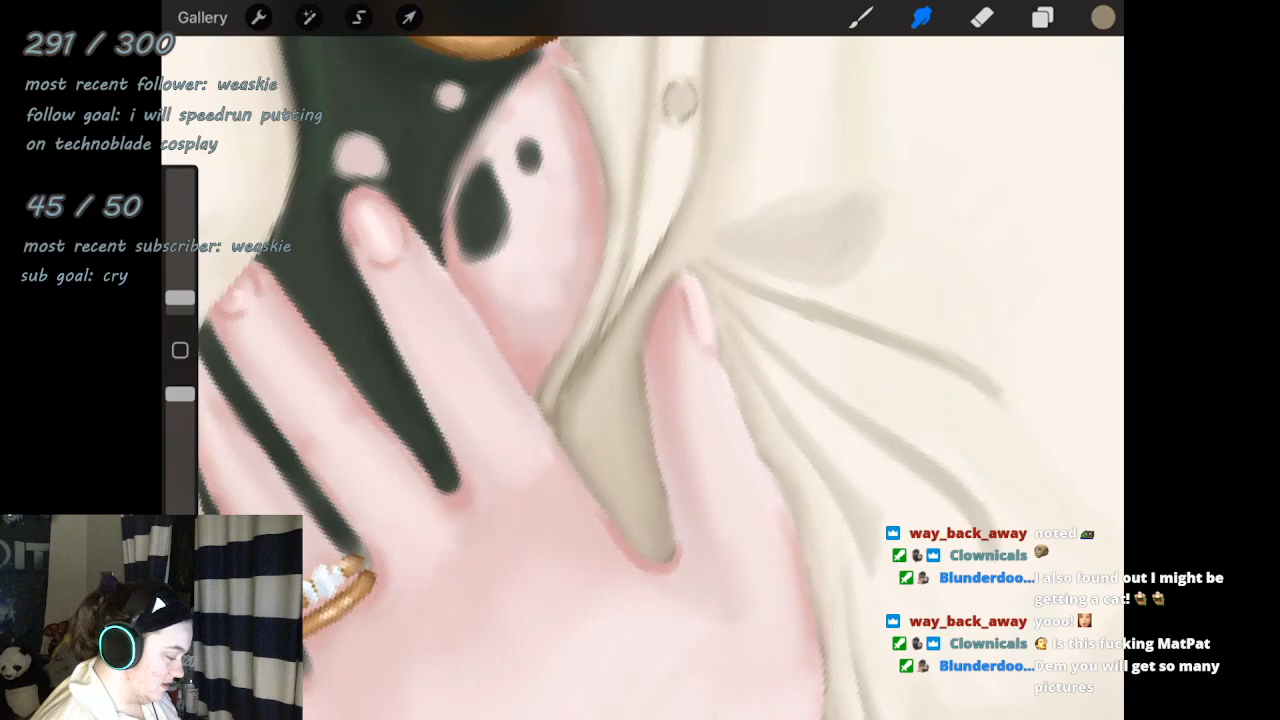 Gallery
291 / 300
most recent follower: weaskie
follow goal: i will speedrun putting
on technoblade cosplay
45 / 50
most recent subscriber: weaskie
sub goal: cry
way_back_away noted
Clownicals
Blunderdoo... I also found out I might be
getting a cat!
way_back_away yooo!
Clownicals Is this fucking MatPat
Blunderdoo... Dem you will get so many
pictures